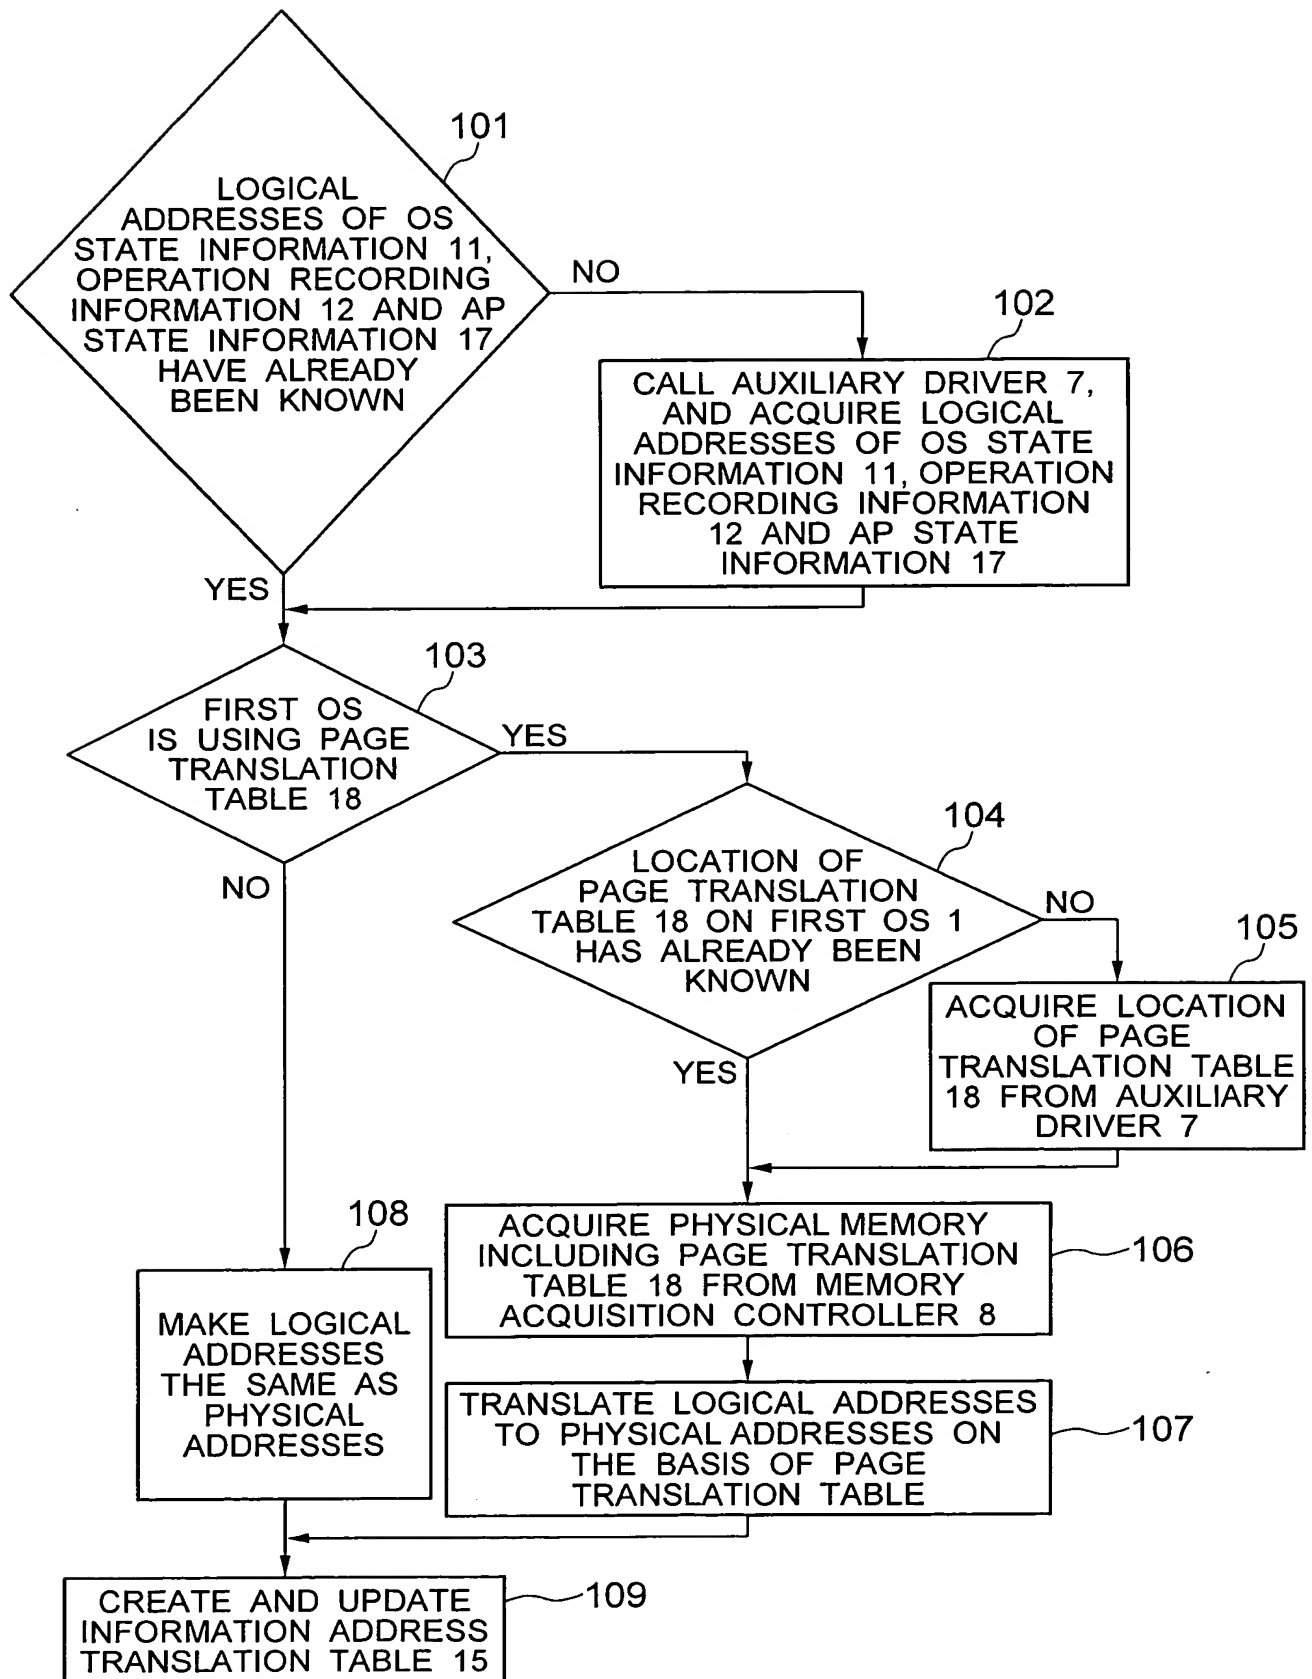 101
LOGICAL
ADDRESSES OF OS
STATE INFORMATION 11,
OPERATION RECORDING
INFORMATION 12 AND AP
STATE INFORMATION 17
HAVE ALREADY
BEEN KNOWN
NO
102
CALL AUXILIARY DRIVER 7,
AND ACQUIRE LOGICAL
ADDRESSES OF OS STATE
INFORMATION 11, OPERATION
RECORDING INFORMATION
12 AND AP STATE
INFORMATION 17
YES
103
FIRST OS
IS USING PAGE
TRANSLATION
TABLE 18
YES
NO
104
LOCATION OF
PAGE TRANSLATION
TABLE 18 ON FIRST OS 1
HAS ALREADY BEEN
KNOWN
NO
105
ACQUIRE LOCATION
OF PAGE
TRANSLATION TABLE
18 FROM AUXILIARY
DRIVER 7
YES
106
ACQUIRE PHYSICAL MEMORY
INCLUDING PAGE TRANSLATION
TABLE 18 FROM MEMORY
ACQUISITION CONTROLLER 8
108
MAKE LOGICAL
ADDRESSES
THE SAME AS
PHYSICAL
ADDRESSES
107
TRANSLATE LOGICAL ADDRESSES
TO PHYSICAL ADDRESSES ON
THE BASIS OF PAGE
TRANSLATION TABLE
109
CREATE AND UPDATE
INFORMATION ADDRESS
TRANSLATION TABLE 15